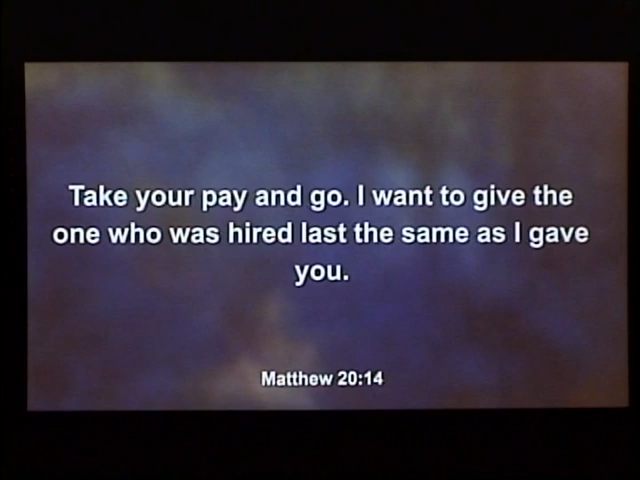 Take your pay and go. I want to give the
one who was hired last the same as I gave
you.
Matthew 20:14